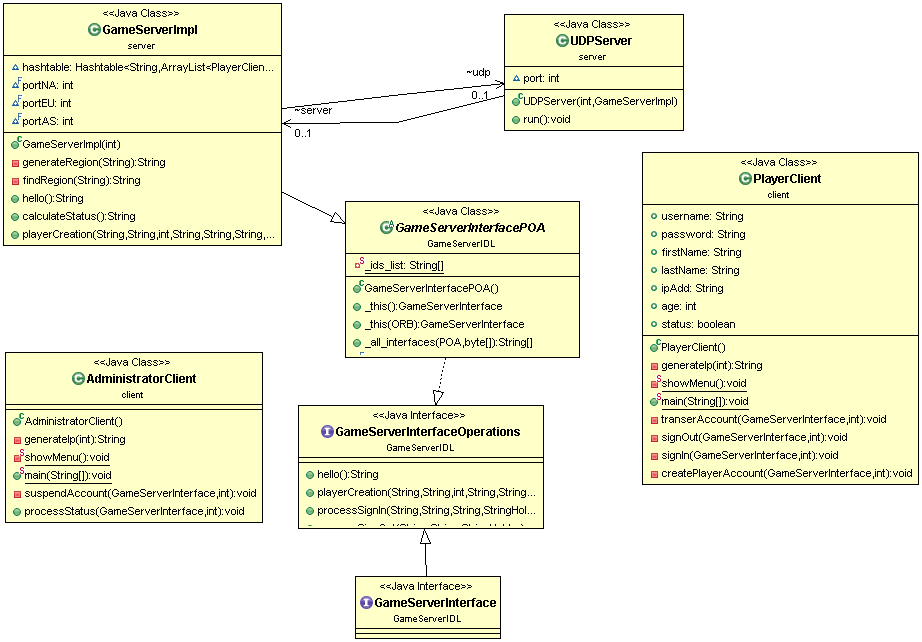 <<Java Class>>
GameServerImpl
server
hashtable: Hashtable<String,ArrayList<PlayerClien...
portNA: int
portEU: int
portAS: int
GameServerImpl(int)
generateRegion(String):String
findRegion(String):String
hello():String
calculateStatus():String
playerCreation(String,String,int,String,String,String,...
~udp
0..1
~server
0..1
<<Java Class>>
UDPServer
server
port: int
UDPServer(int,GameServerImpl)
run():void
<<Java Class>>
GameServerInterfacePOA
GameServerIDL
_ids_list: String[]
GameServerInterfacePOA()
_this():GameServerInterface
_this(ORB):GameServerInterface
_all_interfaces(POA,byte[]):String[]
<<Java Class>>
PlayerClient
client
username: String
password: String
firstName: String
lastName: String
ipAdd: String
age: int
status: boolean
PlayerClient()
generateIp(int):String
showMenu():void
main(String[]):void
transerAccount(GameServerInterface,int):void
signOut(GameServerInterface,int):void
signIn(GameServerInterface,int):void
createPlayerAccount(GameServerInterface,int):void
<<Java Class>>
AdministratorClient
client
AdministratorClient()
generateIp(int):String
showMenu():void
main(String[]):void
suspendAccount(GameServerInterface,int):void
processStatus(GameServerInterface,int):void
<<Java Interface>>
GameServerInterfaceOperations
GameServerIDL
hello():String
playerCreation(String,String,int,String,String...
processSignIn(String,String,String,StringHol...
<<Java Interface>>
GameServerInterface
GameServerIDL